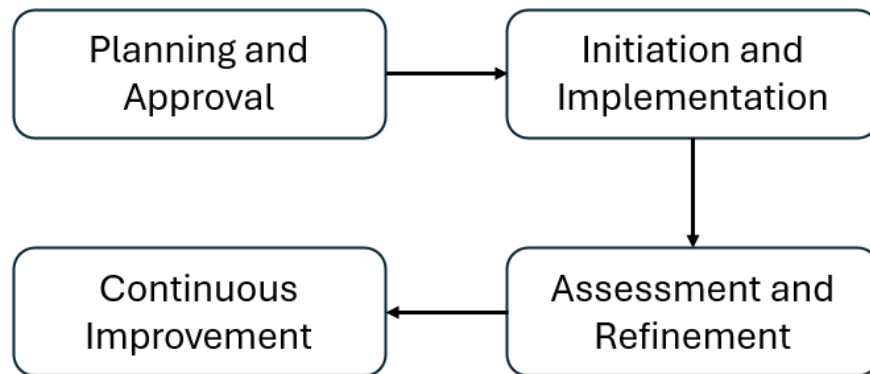 Planning and
Approval
Initiation and
Implementation
Assessment and
Refinement
Continuous
Improvement